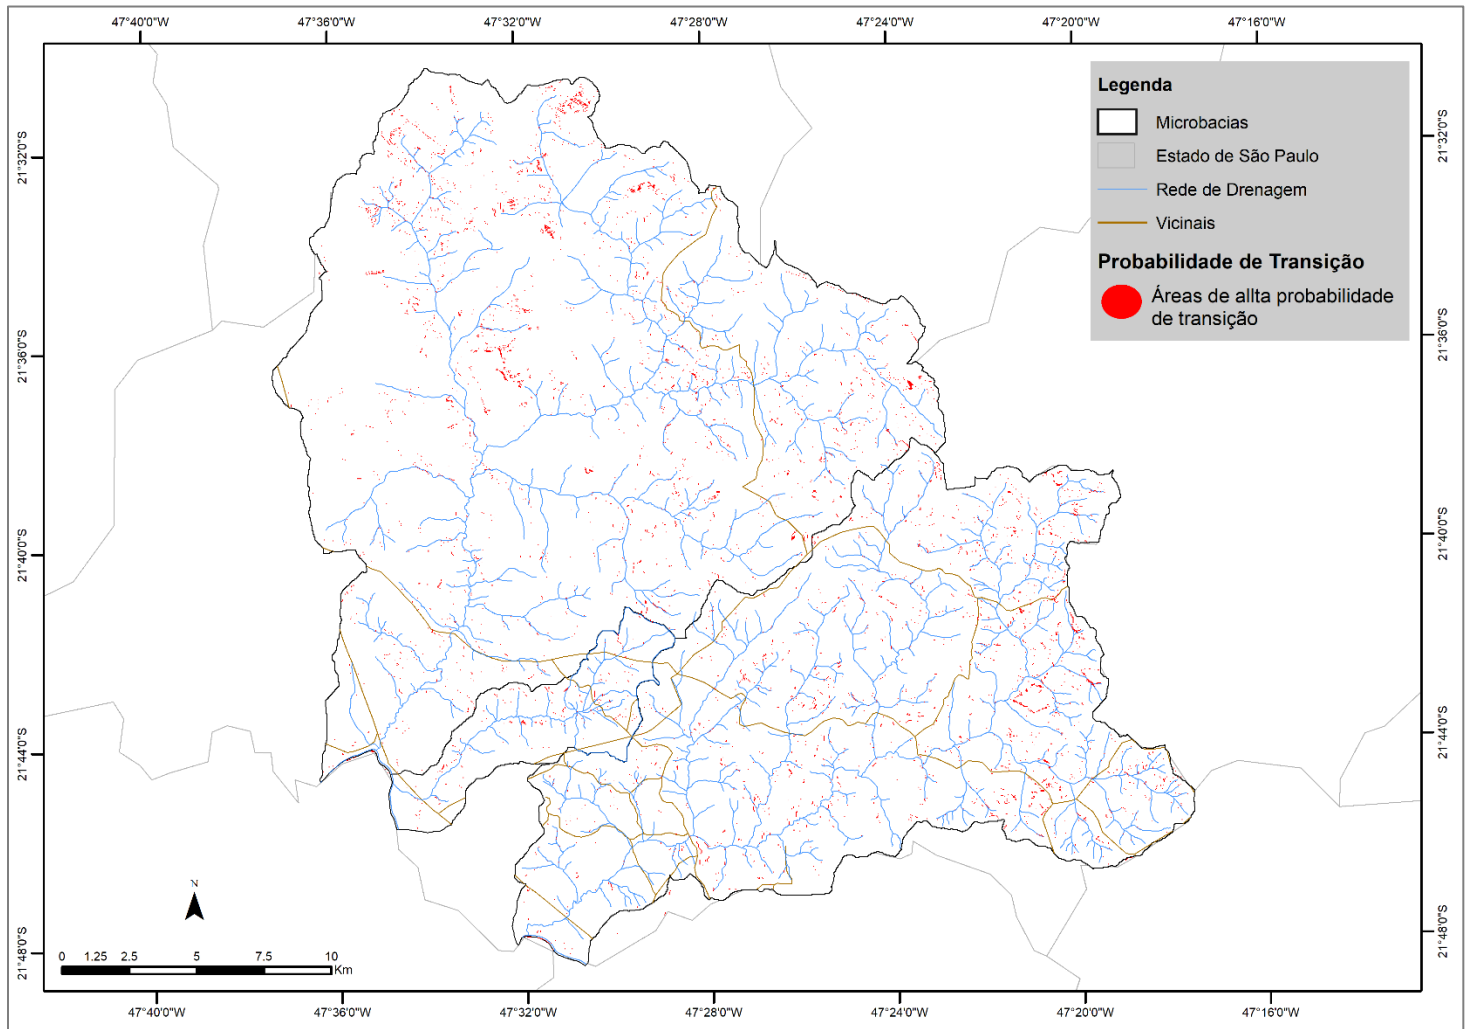 47°40'0"W 47°36'0"W 47°32'0"W 47°28'0"W 47°24'0"W 47°20'0"W 47°16'0"W
Legenda
Microbacias
Estado de São Paulo
Rede de Drenagem
Vicinais
Probabilidade de Transição
Áreas de allta probabilidade
de transição
21°32'0"S
21°36'0"S
21°40'0"S
21°44'0"S
21°48'0"S
21°32'0"S
21°36'0"S
21°40'0"S
21°44'0"S
21°48'0"S
N
0 1.25 2.5 5 7.5 10
Km
47°40'0"W 47°36'0"W 47°32'0"W 47°28'0"W 47°24'0"W 47°20'0"W 47°16'0"W